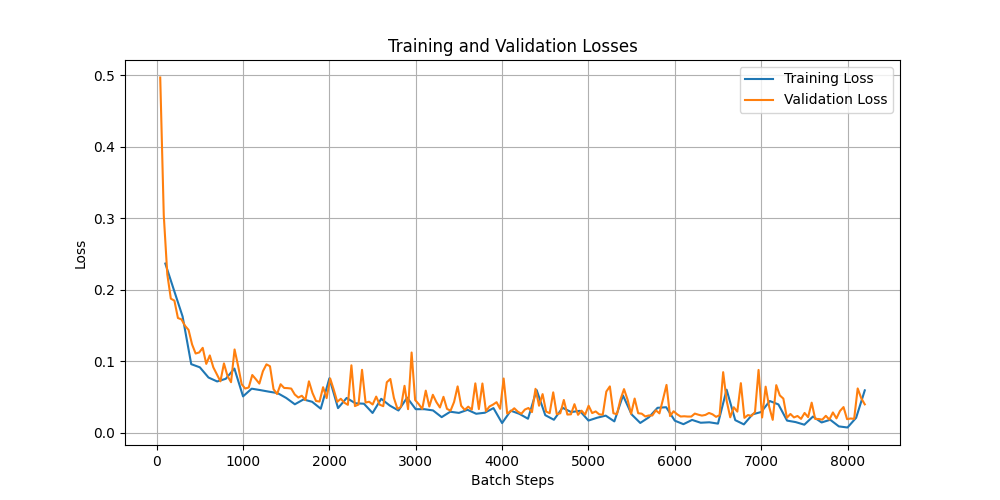 Training and Validation Losses
Training Loss
Validation Loss
Loss
0.5
0.4
0.3
0.2
0.1
0.0
0 1000 2000 3000 4000 5000 6000 7000 8000
Batch Steps